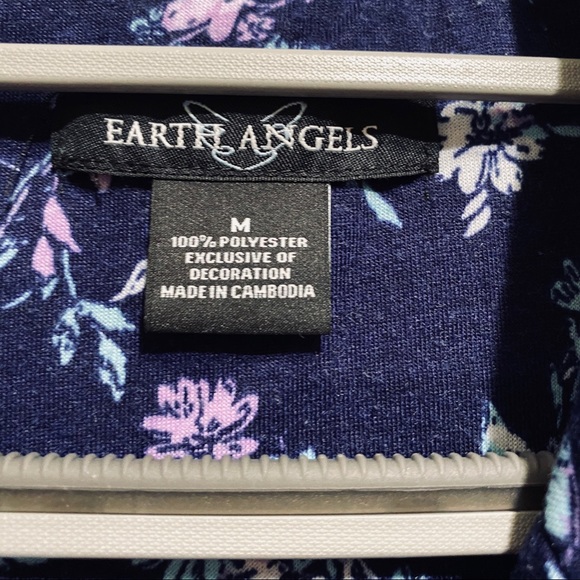 EARTH ANGELS
M
100% POLYESTER
EXCLUSIVE OF
DECORATION
MADE IN CAMBODIA